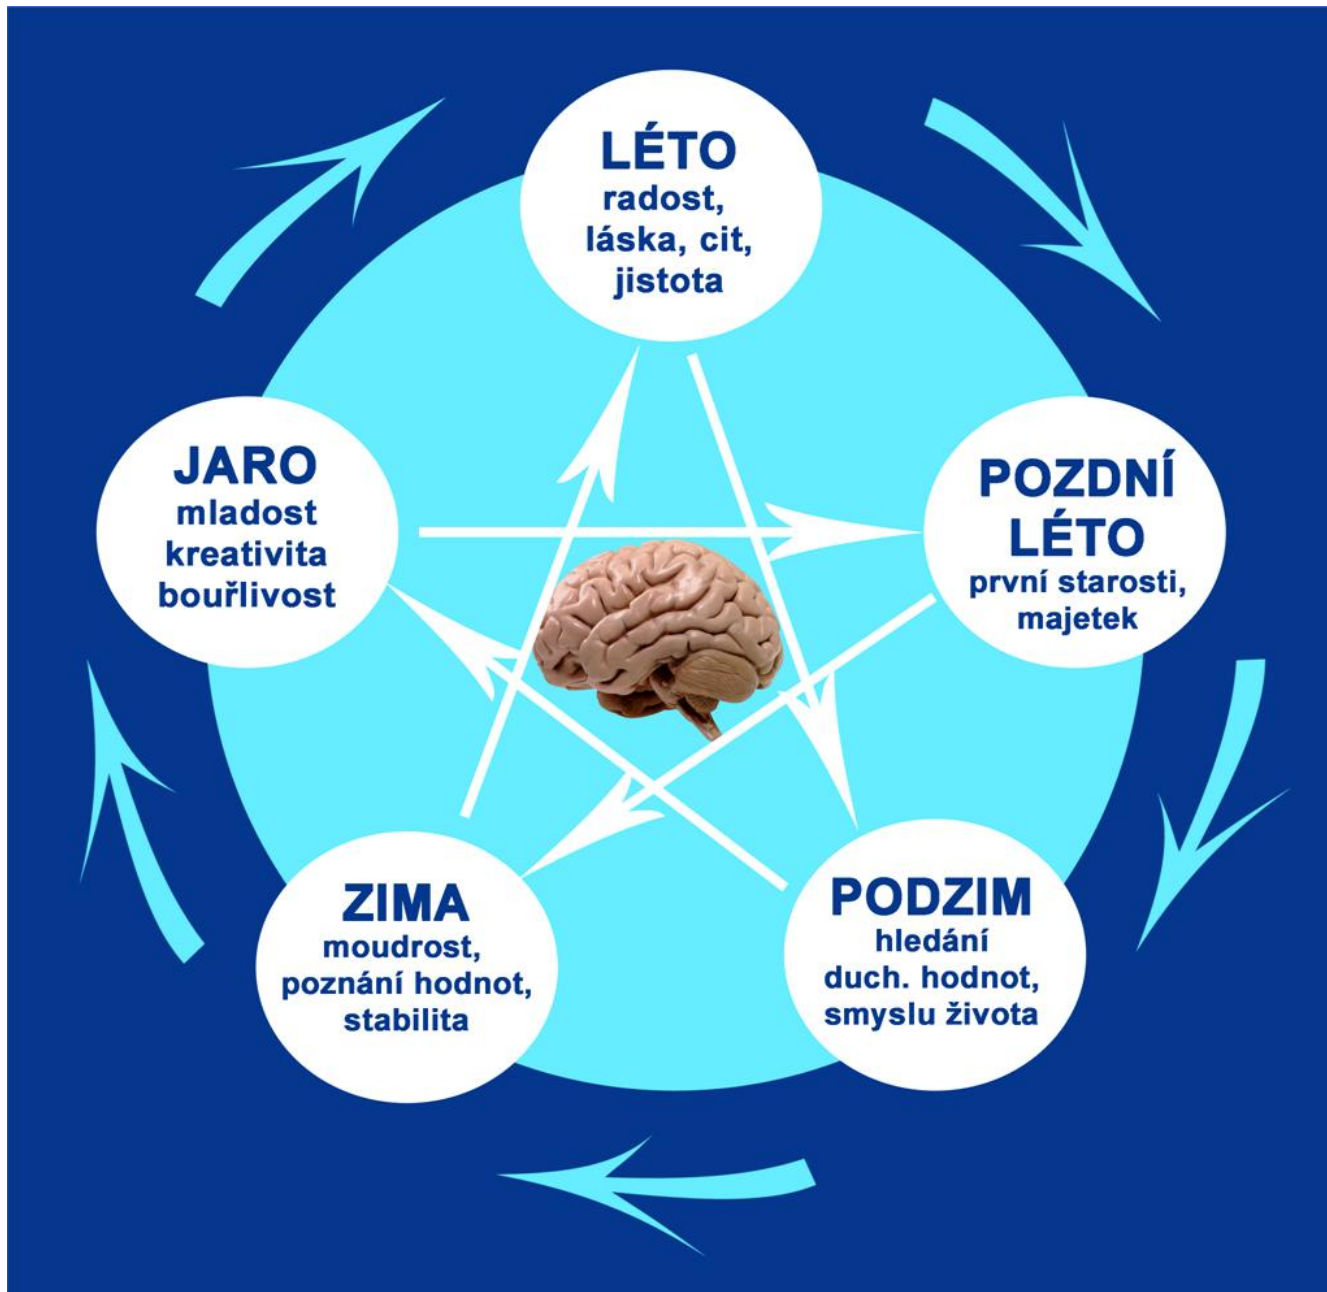 LÉTO
radost,
láska, cit,
jistota
JARO
mladost
kreativita
bouřlivost
POZDNÍ
LÉTO
první starosti,
majetek
ZIMA
moudrost,
poznání hodnot,
stabilita
PODZIM
hledání
duch. hodnot,
smyslu života